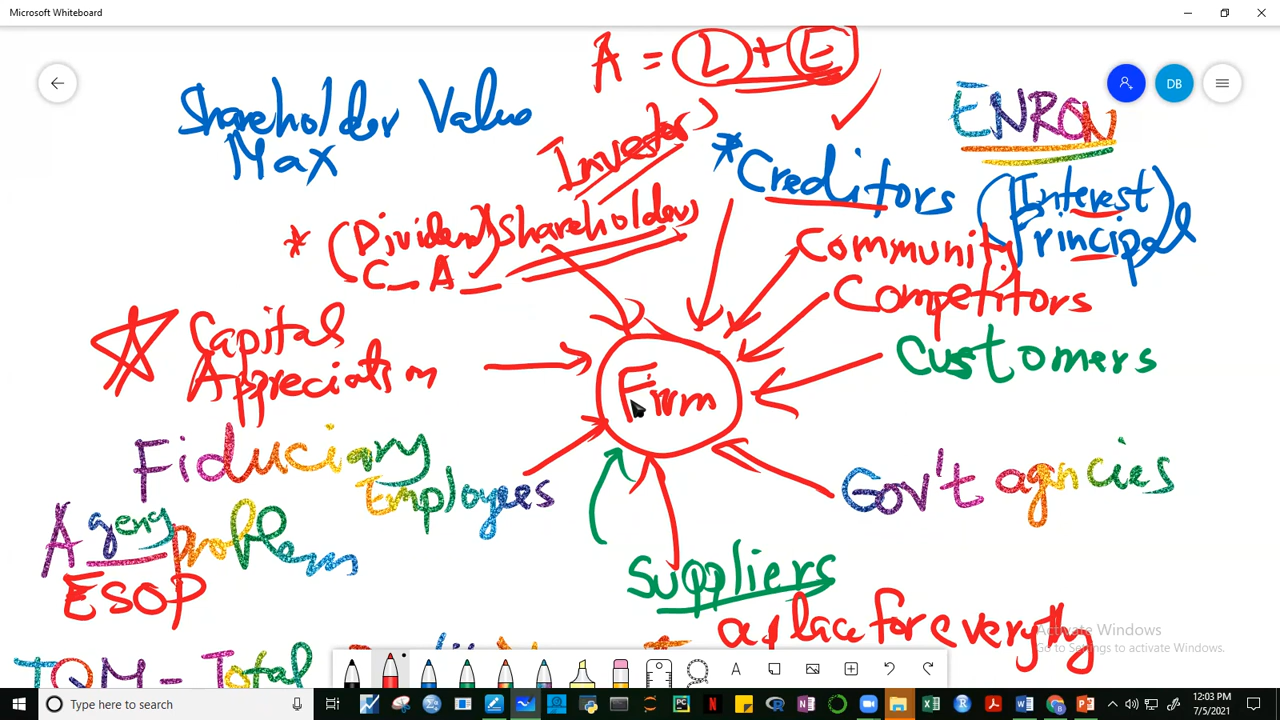 Microsoft Whiteboard
A = L + E
Shareholder Value
Max
Investor
ENRON
DB
* Creditors (Interest
Principal)
* (Dividend) Shareholders
C A
Community
Competitors
Capital
Appreciation
Customers
Firm
Fiduciary
Employees
Gov't agencies
Agency problem
ESOP
Suppliers
a place for everything
TQM - Total
Activate Windows
Go to Settings to activate Windows.
Type here to search
12:03 PM
7/5/2021